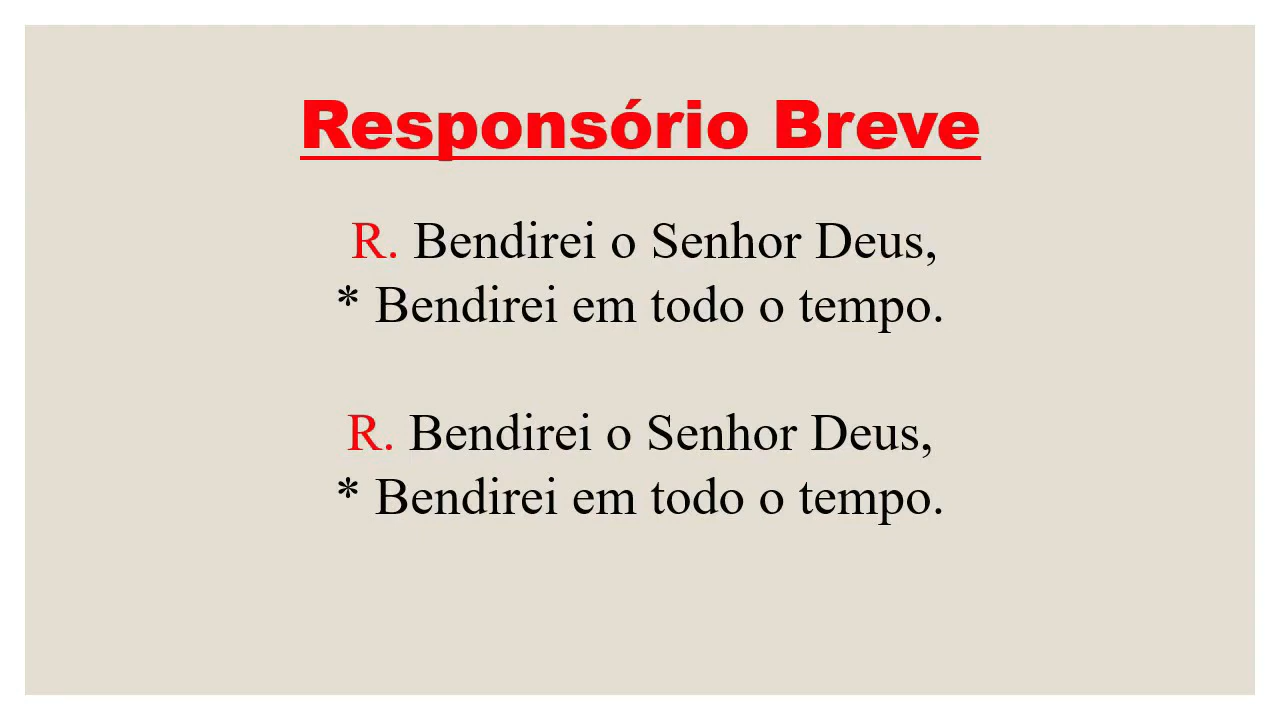 Responsório Breve
R. Bendirei o Senhor Deus,
* Bendirei em todo o tempo.
R. Bendirei o Senhor Deus,
* Bendirei em todo o tempo.